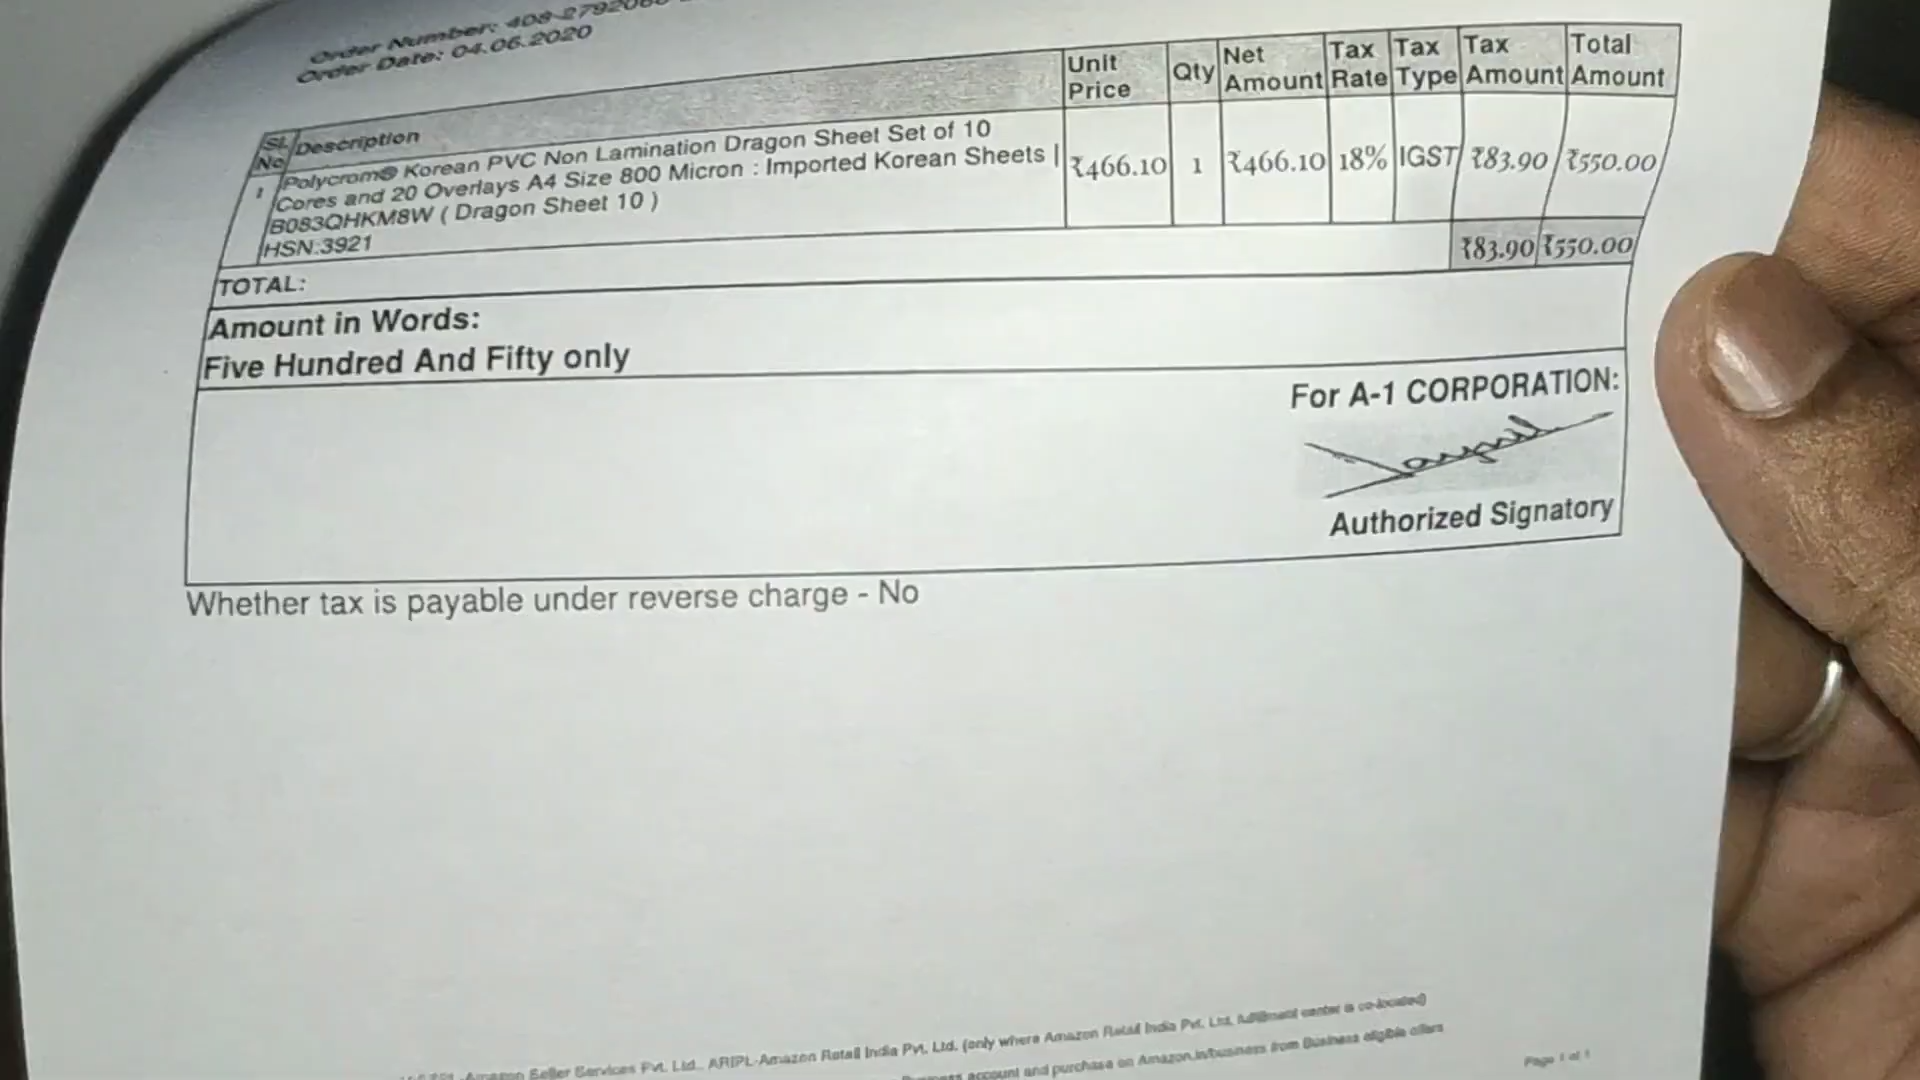 Order Number: 408-2792080
Order Date: 04.06.2020
Sl. No Description Unit Price Qty Net Amount Tax Rate Tax Type Tax Amount Total Amount
1 Polycrom® Korean PVC Non Lamination Dragon Sheet Set of 10
Cores and 20 Overlays A4 Size 800 Micron : Imported Korean Sheets |
B083QHKM8W ( Dragon Sheet 10 )
HSN:3921
₹466.10 1 ₹466.10 18% IGST ₹83.90 ₹550.00
TOTAL: ₹83.90 ₹550.00
Amount in Words:
Five Hundred And Fifty only
For A-1 CORPORATION:
Authorized Signatory
Whether tax is payable under reverse charge - No
Amazon Seller Services Pvt. Ltd., ARIPL-Amazon Retail India Pvt. Ltd. (only where Amazon Retail India Pvt. Ltd. fulfillment center is co-located)
account and purchase on Amazon.in/business from Business eligible offers
Page 1 of 1